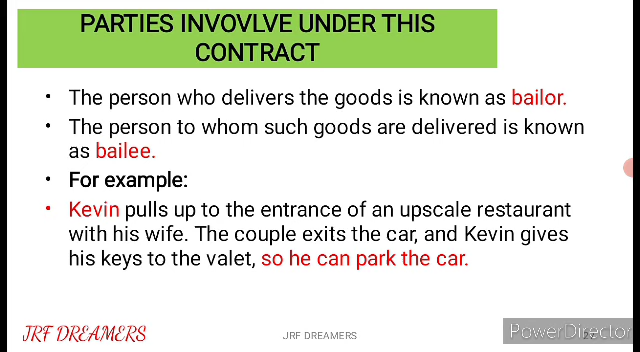 PARTIES INVOVLVE UNDER THIS
CONTRACT
• The person who delivers the goods is known as bailor.
• The person to whom such goods are delivered is known
as bailee.
• For example:
• Kevin pulls up to the entrance of an upscale restaurant
with his wife. The couple exits the car, and Kevin gives
his keys to the valet, so he can park the car.
JRF DREAMERS
JRF DREAMERS
PowerDirector